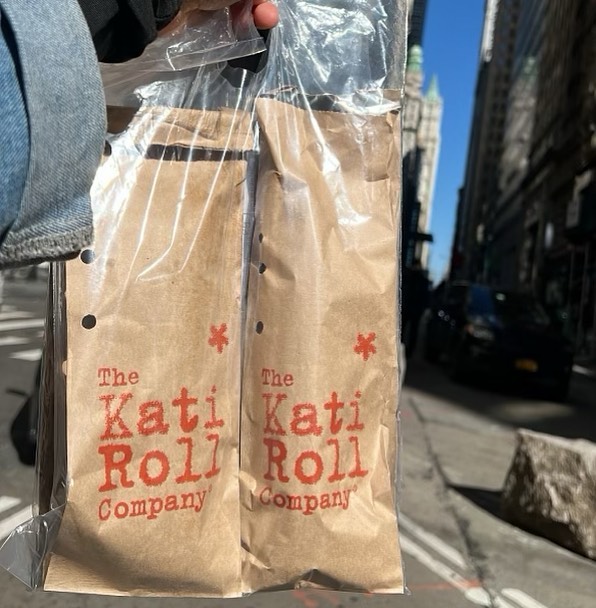 The
Kati
Roll
Company
The
Kati
Roll
Company